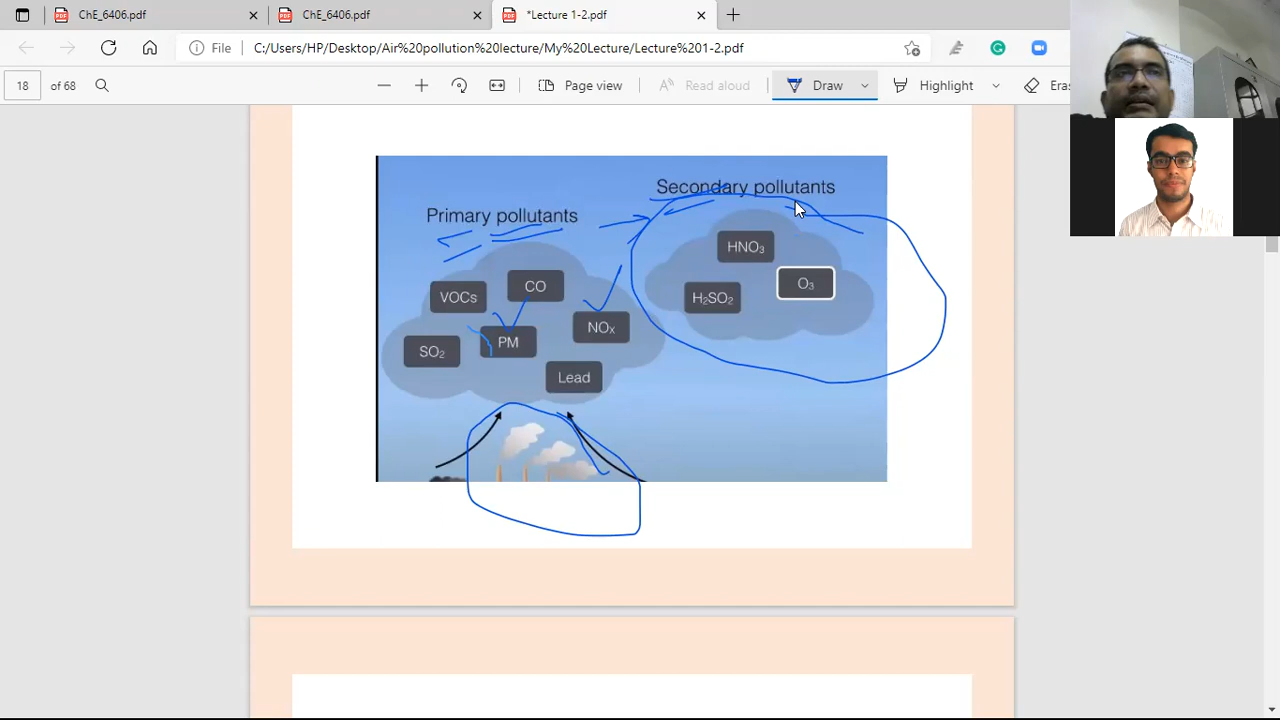 ChE_6406.pdf
ChE_6406.pdf
*Lecture 1-2.pdf
File
C:/Users/HP/Desktop/Air%20pollution%20lecture/My%20Lecture/Lecture%201-2.pdf
18 of 68
Page view
Read aloud
Draw
Highlight
Eras
Secondary pollutants
Primary pollutants
HNO₃
O₃
H₂SO₂
VOCs
CO
NOₓ
PM
SO₂
Lead